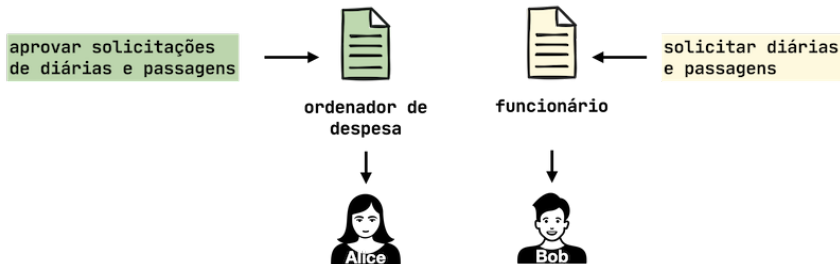 aprovar solicitações
de diárias e passagens
solicitar diárias
e passagens
ordenador de
despesa
funcionário
Alice
Bob